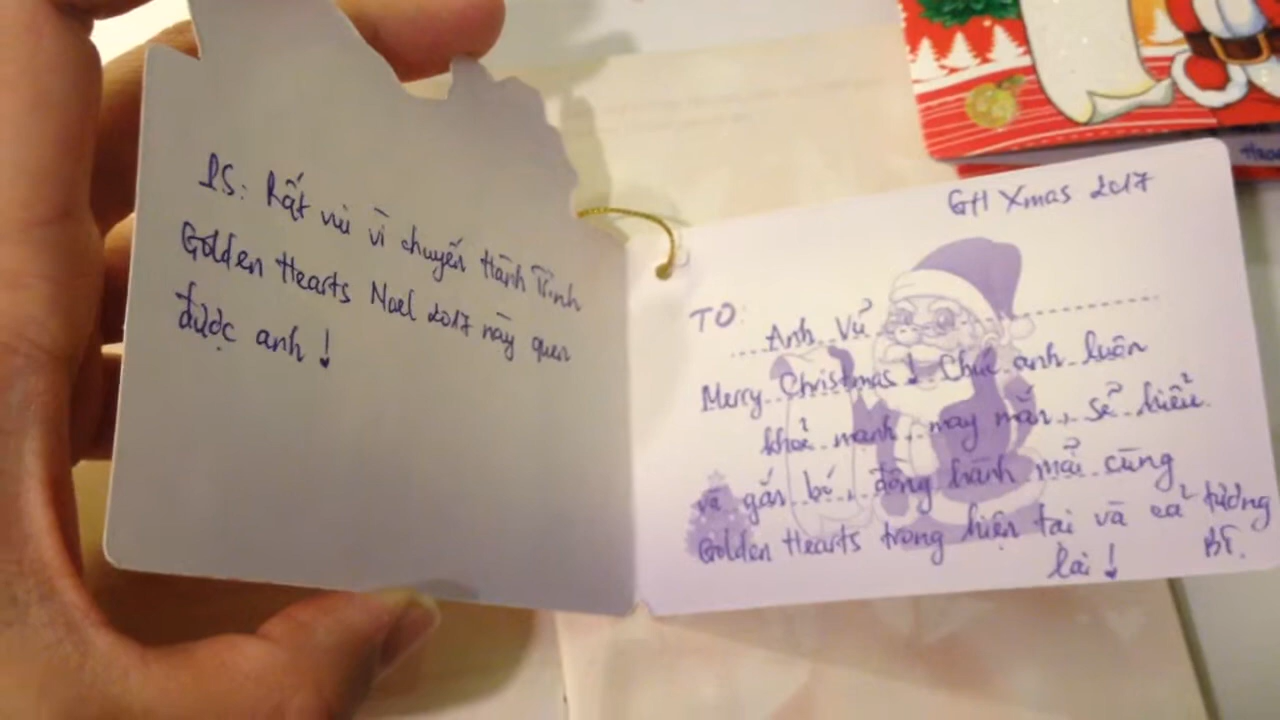 PS: Rất vui vì chuyến Hành Trình
Golden Hearts Noel 2017 này quen
được anh!
GH Xmas 2017
TO:
Anh Vũ
Merry Christmas! Chúc anh luôn
khoẻ mạnh, may mắn, sẻ hiểu
và gắn bó, đồng hành mãi cùng
Golden Hearts trong hiện tại và cả tương
lai!
BT.